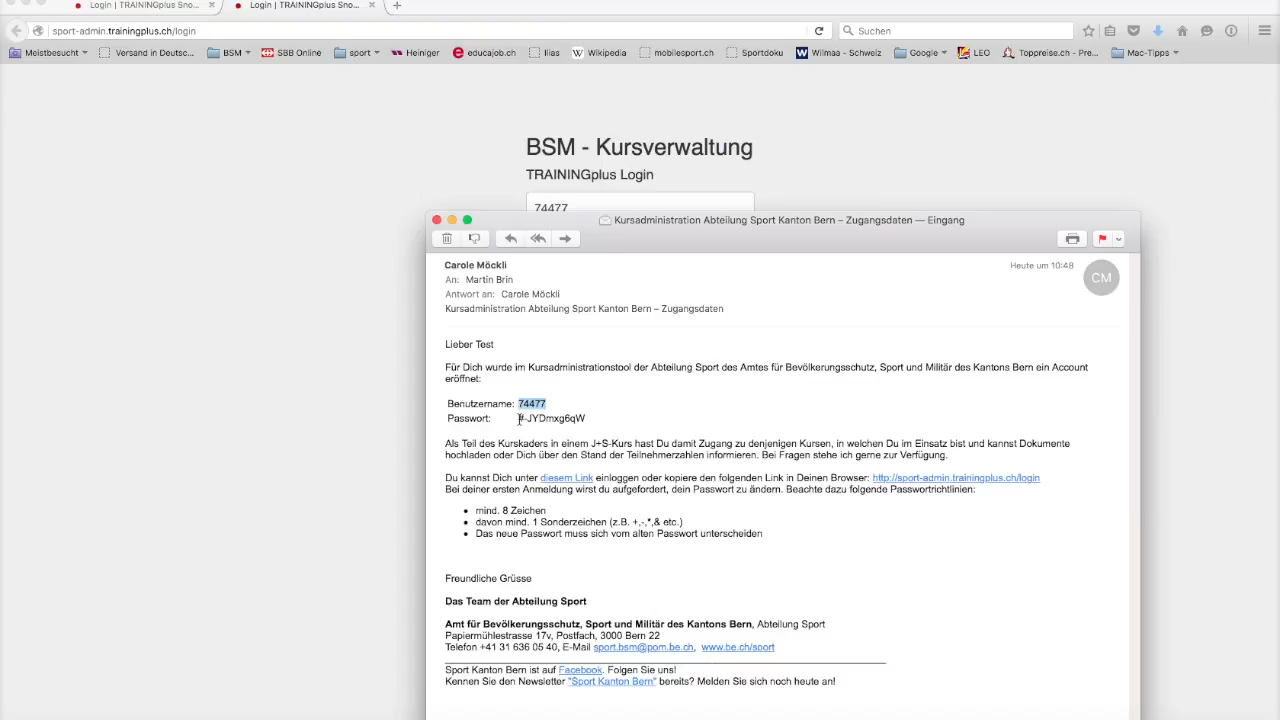 Login | TRAININGplus Sno...
Login | TRAININGplus Sno...
sport-admin.trainingplus.ch/login
Suchen
Meistbesucht
Versand in Deutsc...
BSM
SBB Online
sport
Heiniger
educajob.ch
Ilias
Wikipedia
mobilesport.ch
Sportdoku
Wilmaa - Schweiz
Google
LEO
Toppreise.ch - Pre...
Mac-Tipps
BSM - Kursverwaltung
TRAININGplus Login
74477
Kursadministration Abteilung Sport Kanton Bern – Zugangsdaten — Eingang
Carole Möckli
Heute um 10:48
CM
An: Martin Brin
Antwort an: Carole Möckli
Kursadministration Abteilung Sport Kanton Bern – Zugangsdaten
Lieber Test
Für Dich wurde im Kursadministrationstool der Abteilung Sport des Amtes für Bevölkerungsschutz, Sport und Militär des Kantons Bern ein Account
eröffnet:
Benutzername: 74477
Passwort: #-JYDmxg6qW
Als Teil des Kurskaders in einem J+S-Kurs hast Du damit Zugang zu denjenigen Kursen, in welchen Du im Einsatz bist und kannst Dokumente
hochladen oder Dich über den Stand der Teilnehmerzahlen informieren. Bei Fragen stehe ich gerne zur Verfügung.
Du kannst Dich unter diesem Link einloggen oder kopiere den folgenden Link in Deinen Browser: http://sport-admin.trainingplus.ch/login
Bei deiner ersten Anmeldung wirst du aufgefordert, dein Passwort zu ändern. Beachte dazu folgende Passwortrichtlinien:
• mind. 8 Zeichen
• davon mind. 1 Sonderzeichen (z.B. +,-,*,& etc.)
• Das neue Passwort muss sich vom alten Passwort unterscheiden
Freundliche Grüsse
Das Team der Abteilung Sport
Amt für Bevölkerungsschutz, Sport und Militär des Kantons Bern, Abteilung Sport
Papiermühlestrasse 17v, Postfach, 3000 Bern 22
Telefon +41 31 636 05 40, E-Mail sport.bsm@pom.be.ch, www.be.ch/sport
Sport Kanton Bern ist auf Facebook. Folgen Sie uns!
Kennen Sie den Newsletter "Sport Kanton Bern" bereits? Melden Sie sich noch heute an!